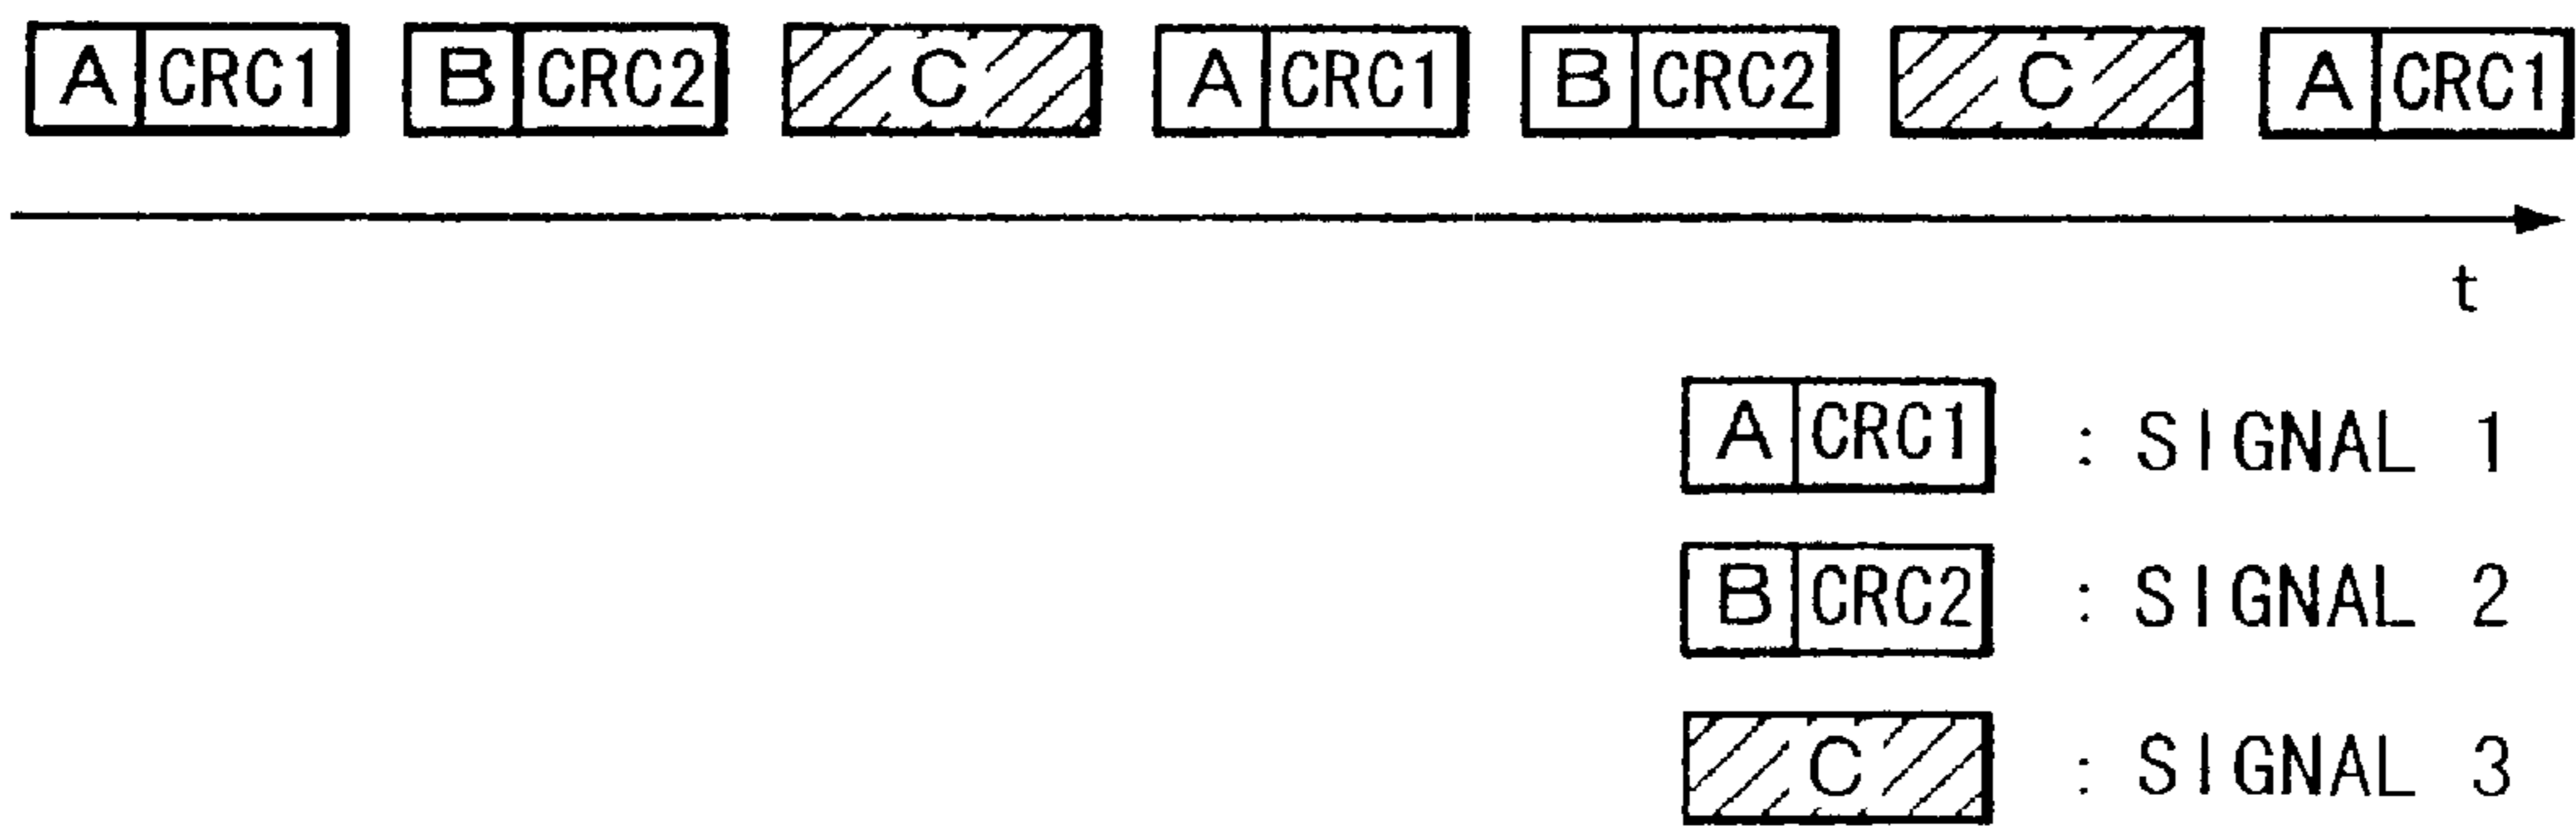 A CRC1 B CRC2 C A CRC1 B CRC2 C A CRC1
t
A CRC1 : SIGNAL 1
B CRC2 : SIGNAL 2
C : SIGNAL 3